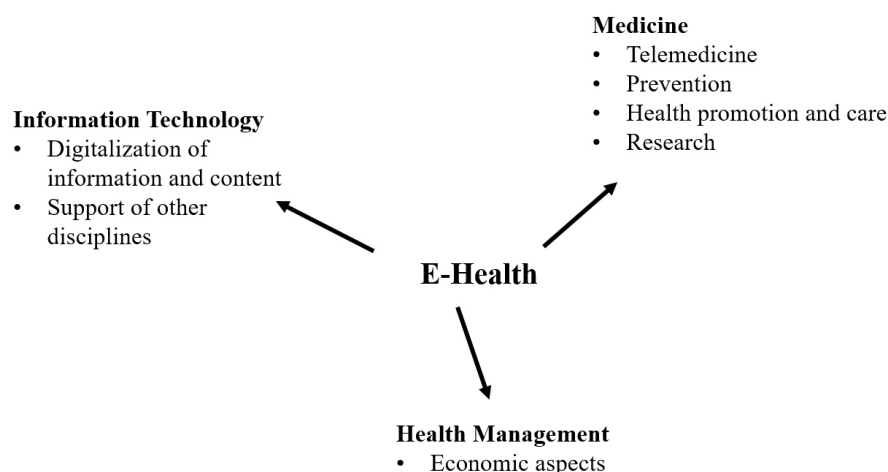 Medicine
• Telemedicine
• Prevention
• Health promotion and care
• Research
Information Technology
• Digitalization of
information and content
• Support of other
disciplines
E-Health
Health Management
• Economic aspects